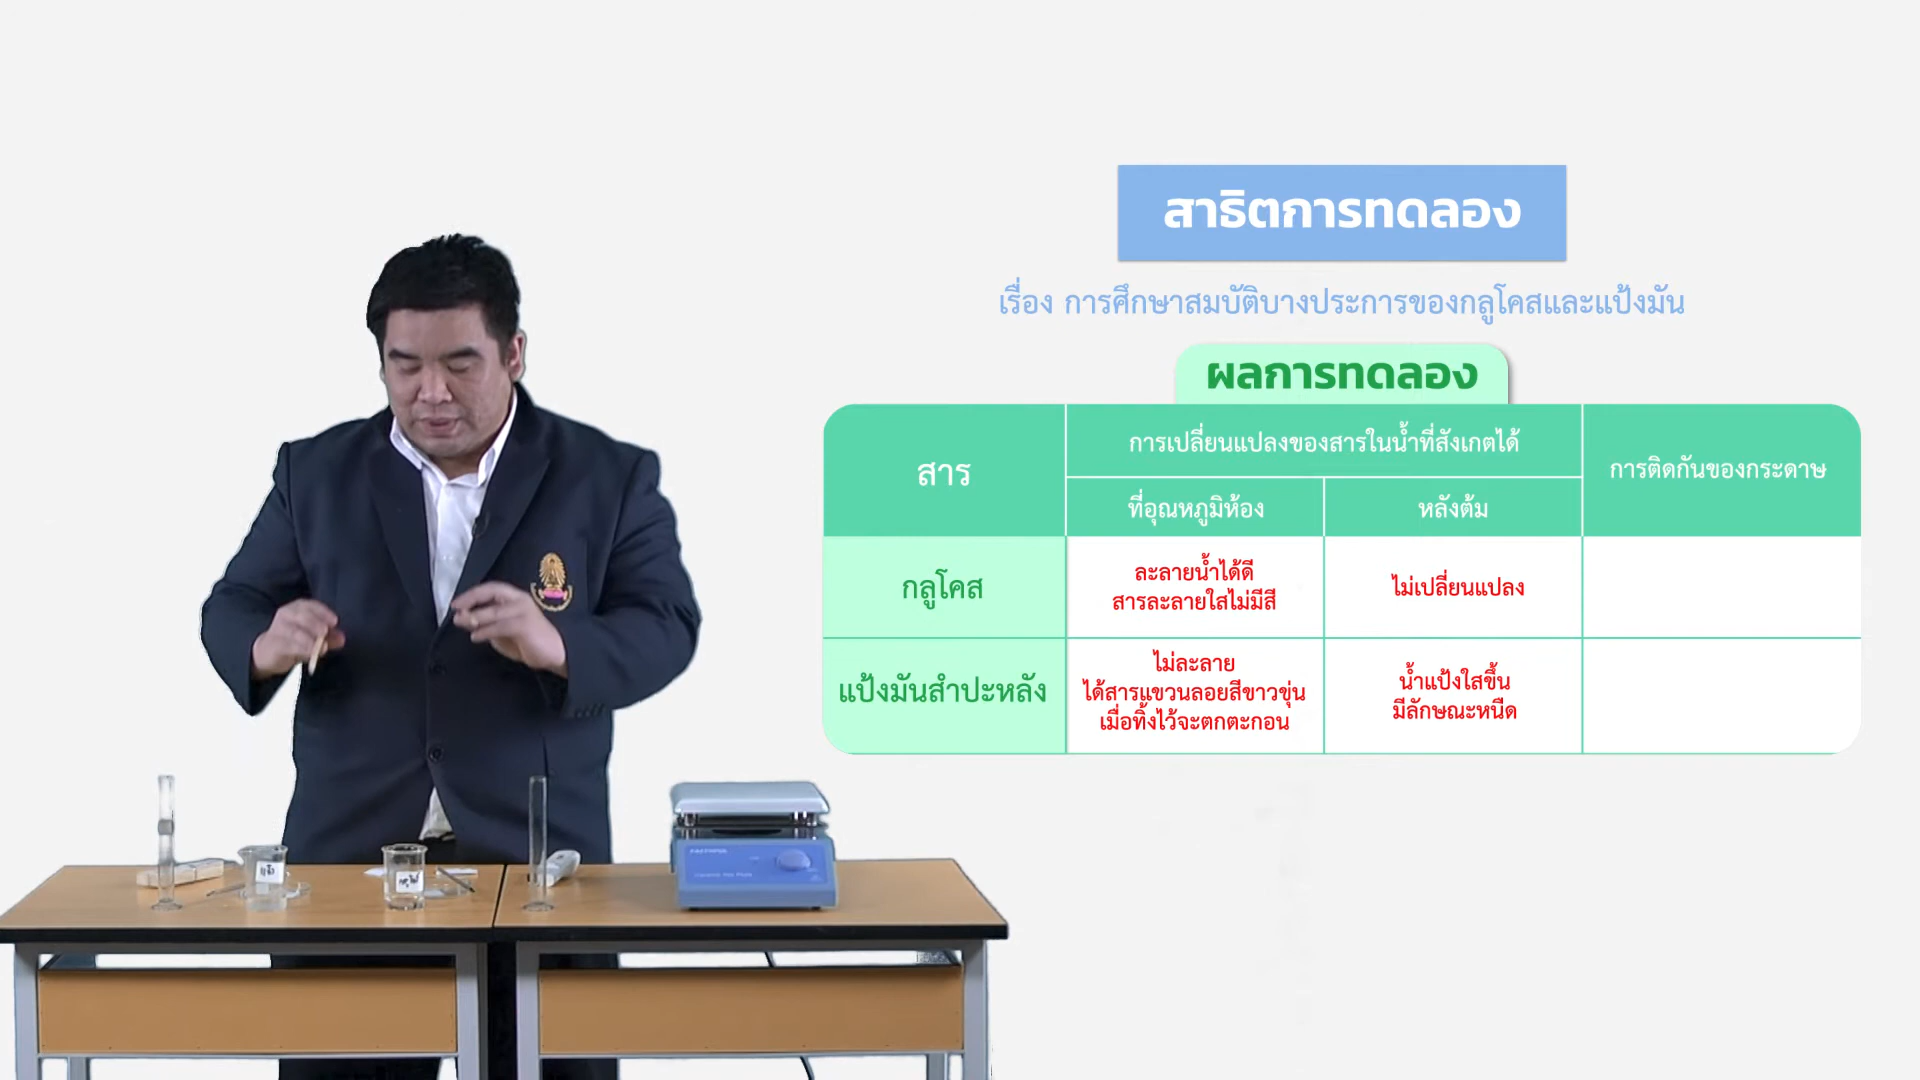 สาธิตการทดลอง
เรื่อง การศึกษาสมบัติบางประการของกลูโคสและแป้งมัน
ผลการทดลอง
สาร
การเปลี่ยนแปลงของสารในน้ำที่สังเกตได้
การติดกันของกระดาษ
ที่อุณหภูมิห้อง
หลังต้ม
กลูโคส
ละลายน้ำได้ดี
สารละลายใสไม่มีสี
ไม่เปลี่ยนแปลง
แป้งมันสำปะหลัง
ไม่ละลาย
ได้สารแขวนลอยสีขาวขุ่น
เมื่อทิ้งไว้จะตกตะกอน
น้ำแป้งใสขึ้น
มีลักษณะหนืด